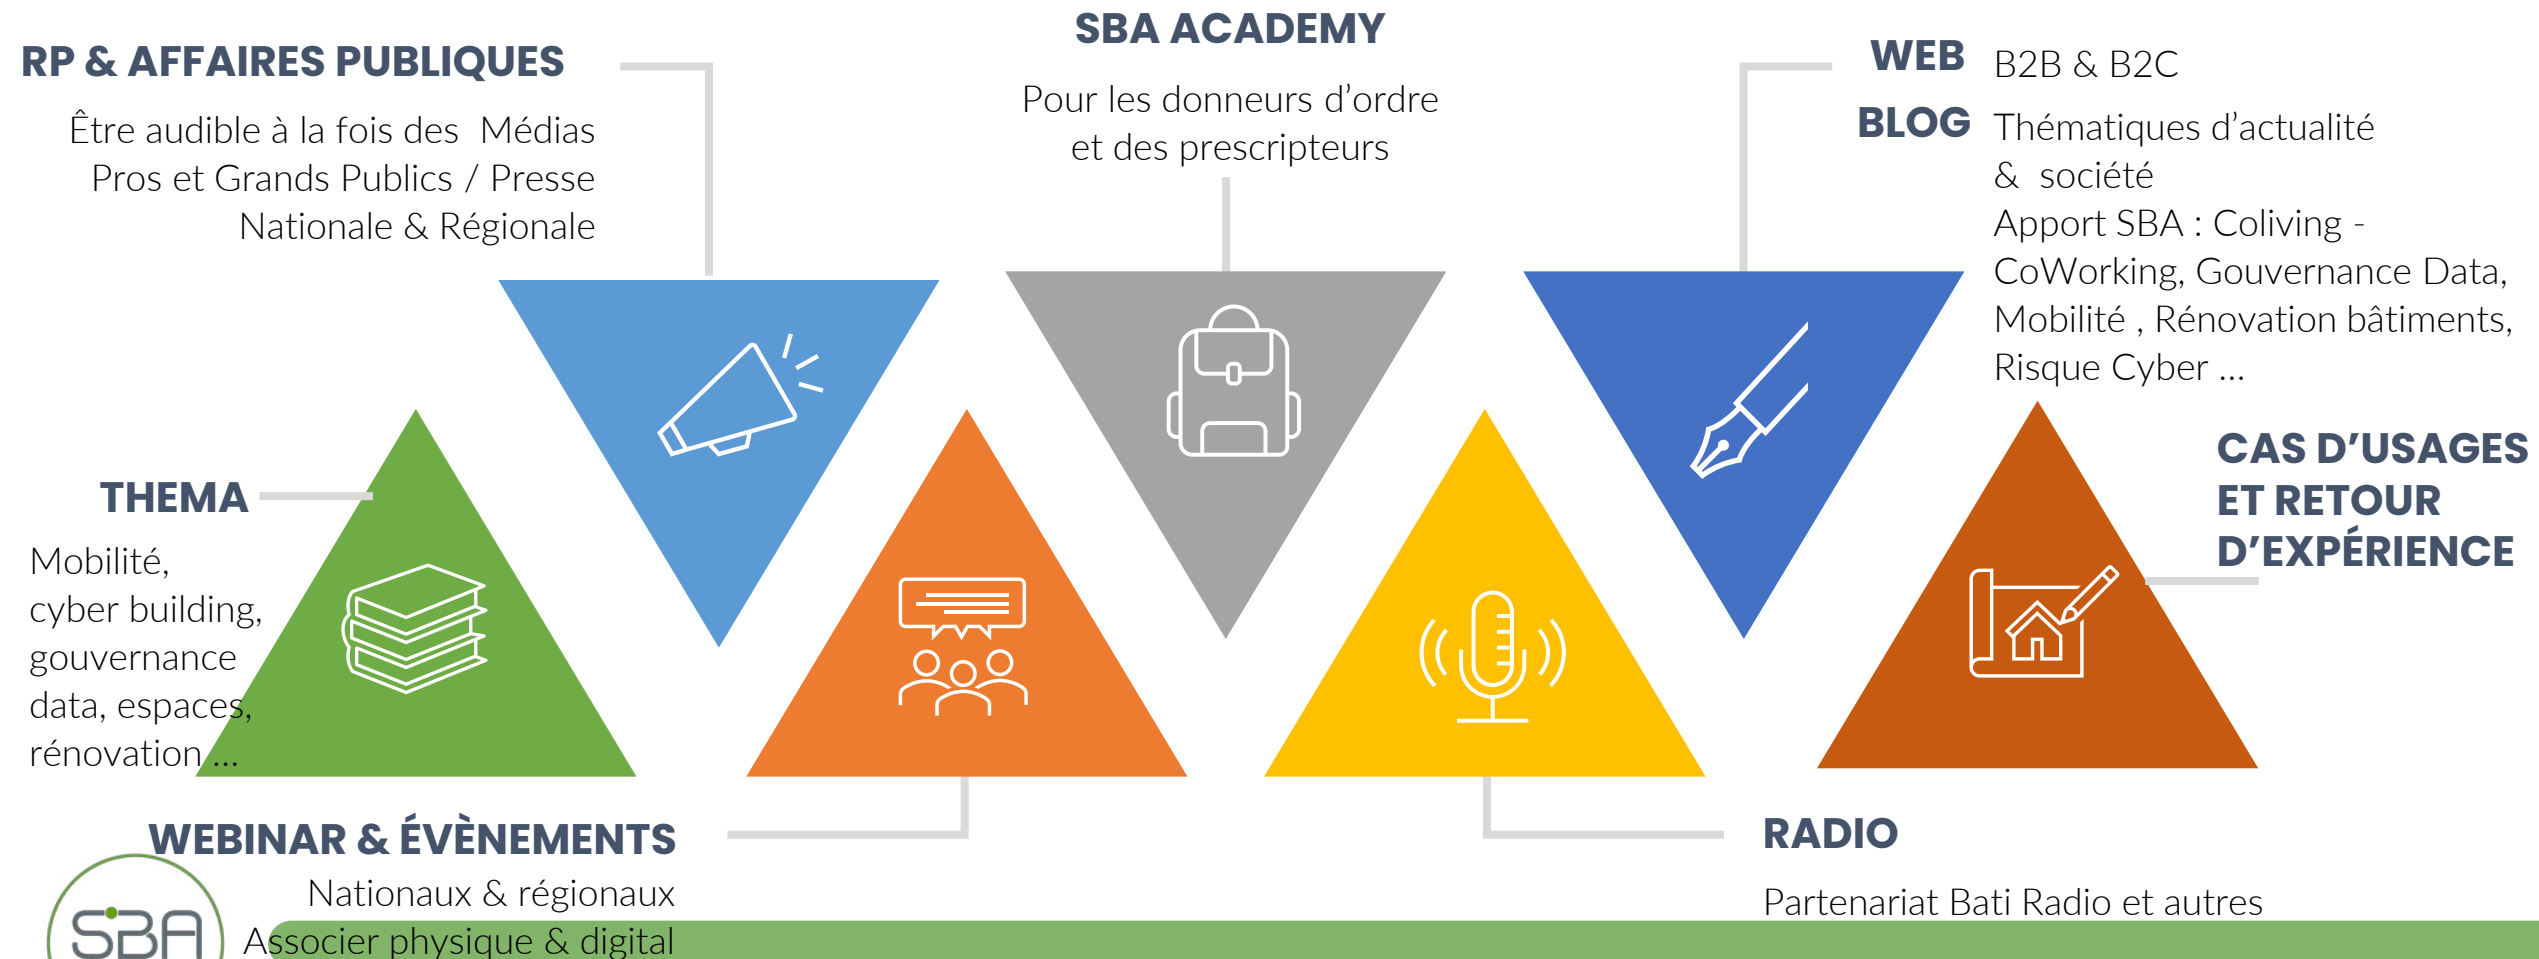 RP & AFFAIRES PUBLIQUES
Être audible à la fois des Médias
Pros et Grands Publics / Presse
Nationale & Régionale
SBA ACADEMY
Pour les donneurs d'ordre
et des prescripteurs
WEB B2B & B2C
BLOG Thématiques d'actualité
& société
Apport SBA : Coliving -
CoWorking, Gouvernance Data,
Mobilité , Rénovation bâtiments,
Risque Cyber ...
THEMA
Mobilité,
cyber building,
gouvernance
data, espaces,
rénovation ...
CAS D'USAGES
ET RETOUR
D'EXPÉRIENCE
WEBINAR & ÉVÈNEMENTS
Nationaux & régionaux
Associer physique & digital
RADIO
Partenariat Bati Radio et autres
SBA